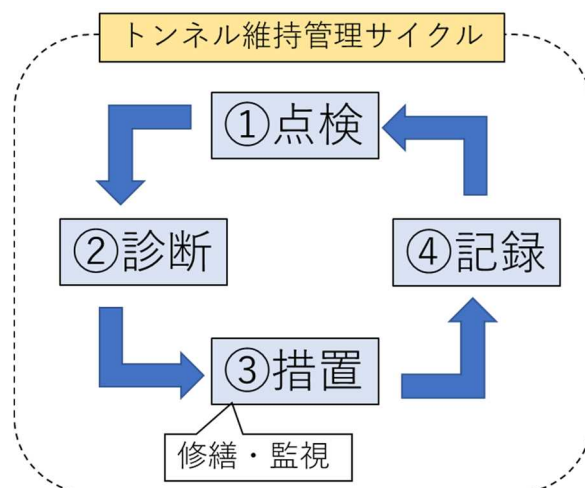 トンネル維持管理サイクル
①点検
②診断
④記録
③措置
修繕・監視